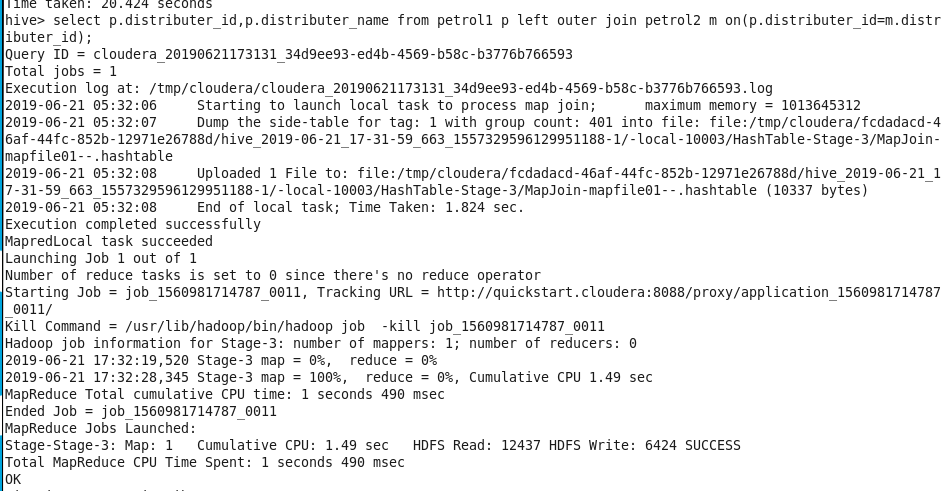 Time taken: 20.424 seconds
hive> select p.distributer_id,p.distributer_name from petrol1 p left outer join petrol2 m on(p.distributer_id=m.distr
ibuter_id);
Query ID = cloudera_20190621173131_34d9ee93-ed4b-4569-b58c-b3776b766593
Total jobs = 1
Execution log at: /tmp/cloudera/cloudera_20190621173131_34d9ee93-ed4b-4569-b58c-b3776b766593.log
2019-06-21 05:32:06     Starting to launch local task to process map join;      maximum memory = 1013645312
2019-06-21 05:32:07     Dump the side-table for tag: 1 with group count: 401 into file: file:/tmp/cloudera/fcdadacd-4
6af-44fc-852b-12971e26788d/hive_2019-06-21_17-31-59_663_1557329596129951188-1/-local-10003/HashTable-Stage-3/MapJoin-
mapfile01--.hashtable
2019-06-21 05:32:08     Uploaded 1 File to: file:/tmp/cloudera/fcdadacd-46af-44fc-852b-12971e26788d/hive_2019-06-21_1
7-31-59_663_1557329596129951188-1/-local-10003/HashTable-Stage-3/MapJoin-mapfile01--.hashtable (10337 bytes)
2019-06-21 05:32:08     End of local task; Time Taken: 1.824 sec.
Execution completed successfully
MapredLocal task succeeded
Launching Job 1 out of 1
Number of reduce tasks is set to 0 since there's no reduce operator
Starting Job = job_1560981714787_0011, Tracking URL = http://quickstart.cloudera:8088/proxy/application_1560981714787
_0011/
Kill Command = /usr/lib/hadoop/bin/hadoop job  -kill job_1560981714787_0011
Hadoop job information for Stage-3: number of mappers: 1; number of reducers: 0
2019-06-21 17:32:19,520 Stage-3 map = 0%,  reduce = 0%
2019-06-21 17:32:28,345 Stage-3 map = 100%,  reduce = 0%, Cumulative CPU 1.49 sec
MapReduce Total cumulative CPU time: 1 seconds 490 msec
Ended Job = job_1560981714787_0011
MapReduce Jobs Launched:
Stage-Stage-3: Map: 1   Cumulative CPU: 1.49 sec   HDFS Read: 12437 HDFS Write: 6424 SUCCESS
Total MapReduce CPU Time Spent: 1 seconds 490 msec
OK